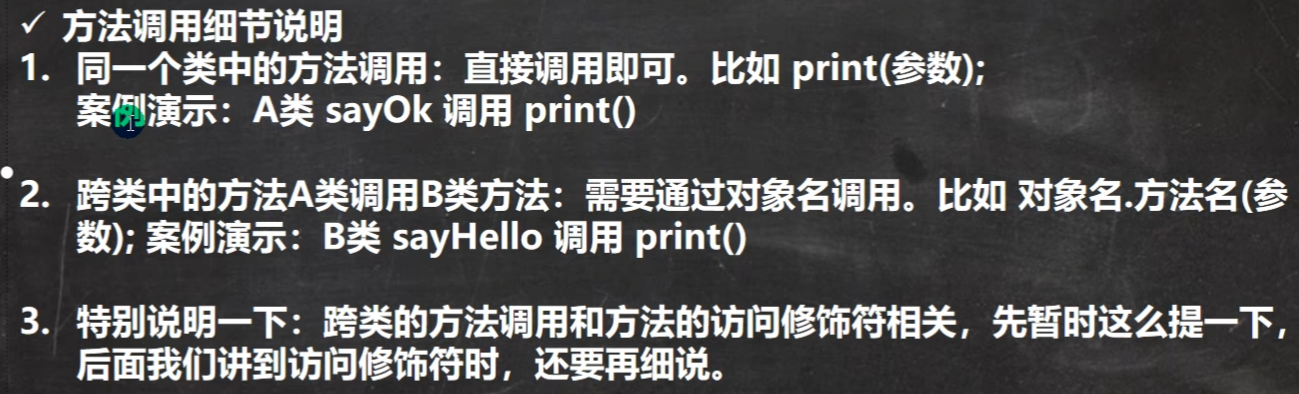 ✓ 方法调用细节说明
1. 同一个类中的方法调用：直接调用即可。比如 print(参数);
案例演示：A类 sayOk 调用 print()
2. 跨类中的方法A类调用B类方法：需要通过对象名调用。比如 对象名.方法名(参
数); 案例演示：B类 sayHello 调用 print()
3. 特别说明一下：跨类的方法调用和方法的访问修饰符相关，先暂时这么提一下，
后面我们讲到访问修饰符时，还要再细说。